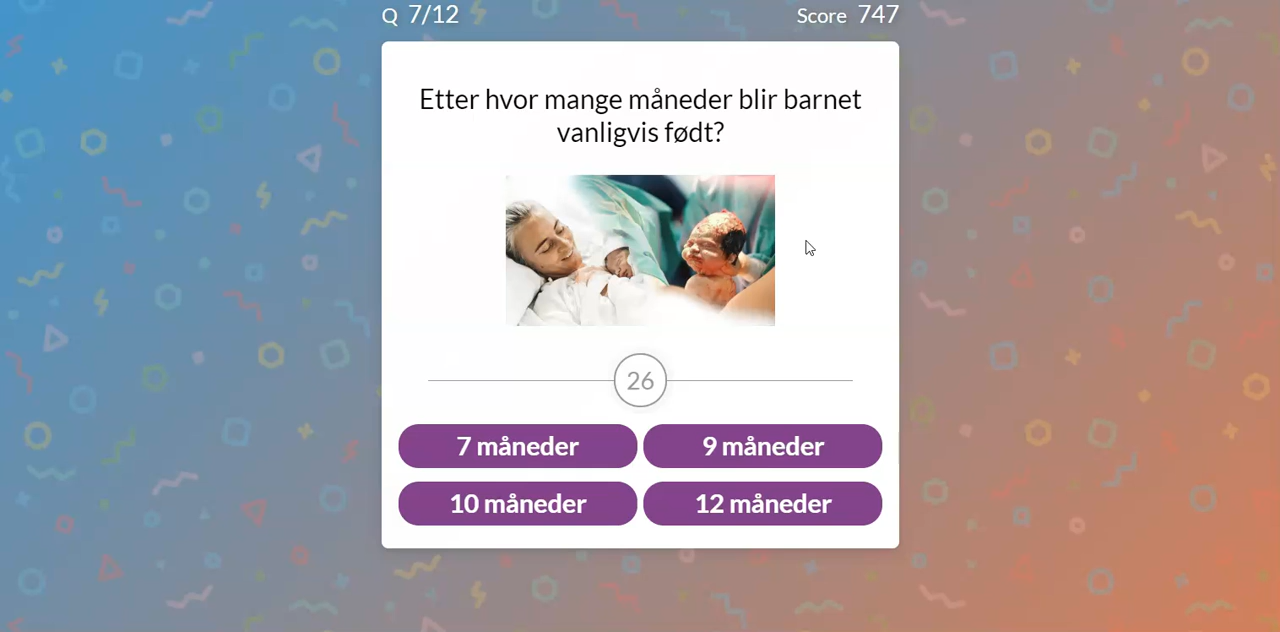 Q 7/12 Score 747
Etter hvor mange måneder blir barnet
vanligvis født?
26
7 måneder 9 måneder
10 måneder 12 måneder